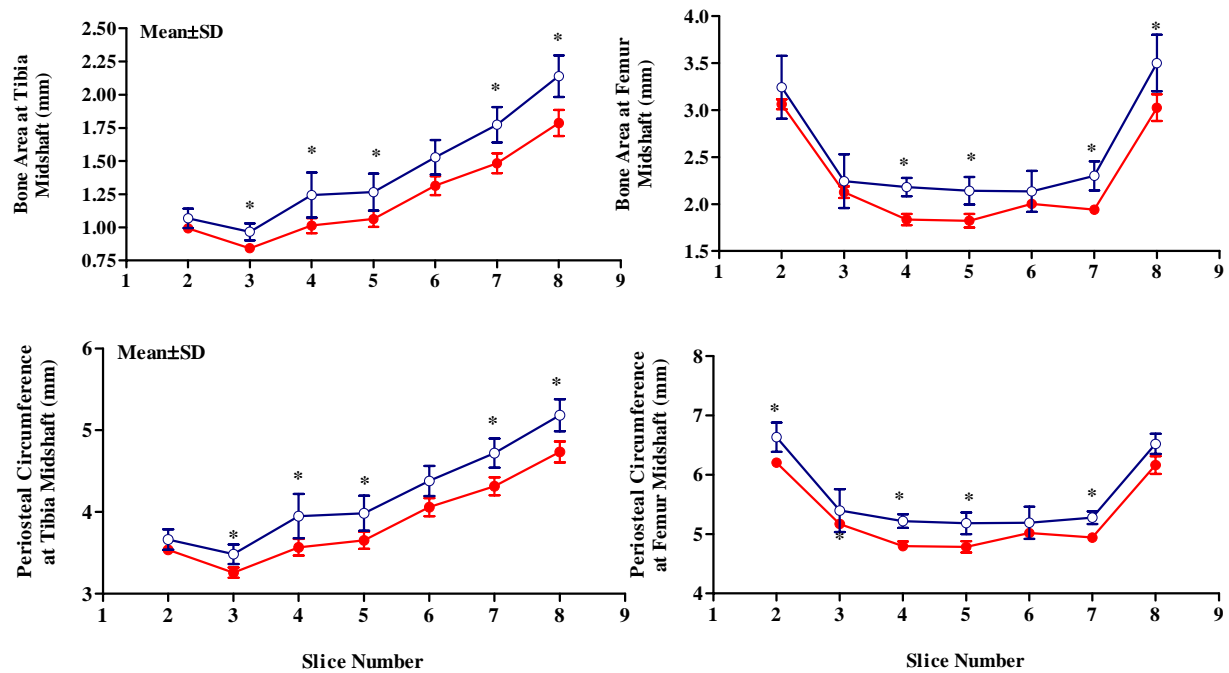 Mean±SD
Bone Area at Tibia
Midshaft (mm)
2.50
2.25
2.00
1.75
1.50
1.25
1.00
0.75
* * * * *
1 2 3 4 5 6 7 8 9
Bone Area at Femur
Midshaft (mm)
4.0
3.5
3.0
2.5
2.0
1.5
* * * *
1 2 3 4 5 6 7 8 9
Mean±SD
Periosteal Circumference
at Tibia Midshaft (mm)
6
5
4
3
* * * * *
1 2 3 4 5 6 7 8 9
Slice Number
Periosteal Circumference
at Femur Midshaft (mm)
8
7
6
5
4
* * * * *
1 2 3 4 5 6 7 8 9
Slice Number